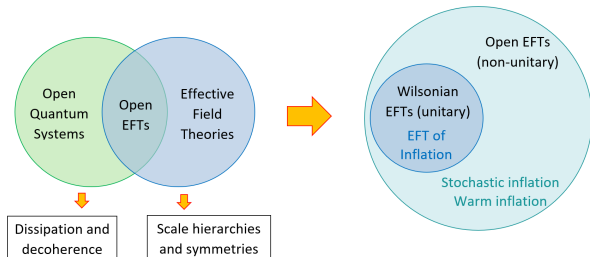 Open
Quantum
Systems
Open
EFTs
Effective
Field
Theories
Dissipation and
decoherence
Scale hierarchies
and symmetries
Open EFTs
(non-unitary)
Wilsonian
EFTs (unitary)
EFT of
Inflation
Stochastic inflation
Warm inflation